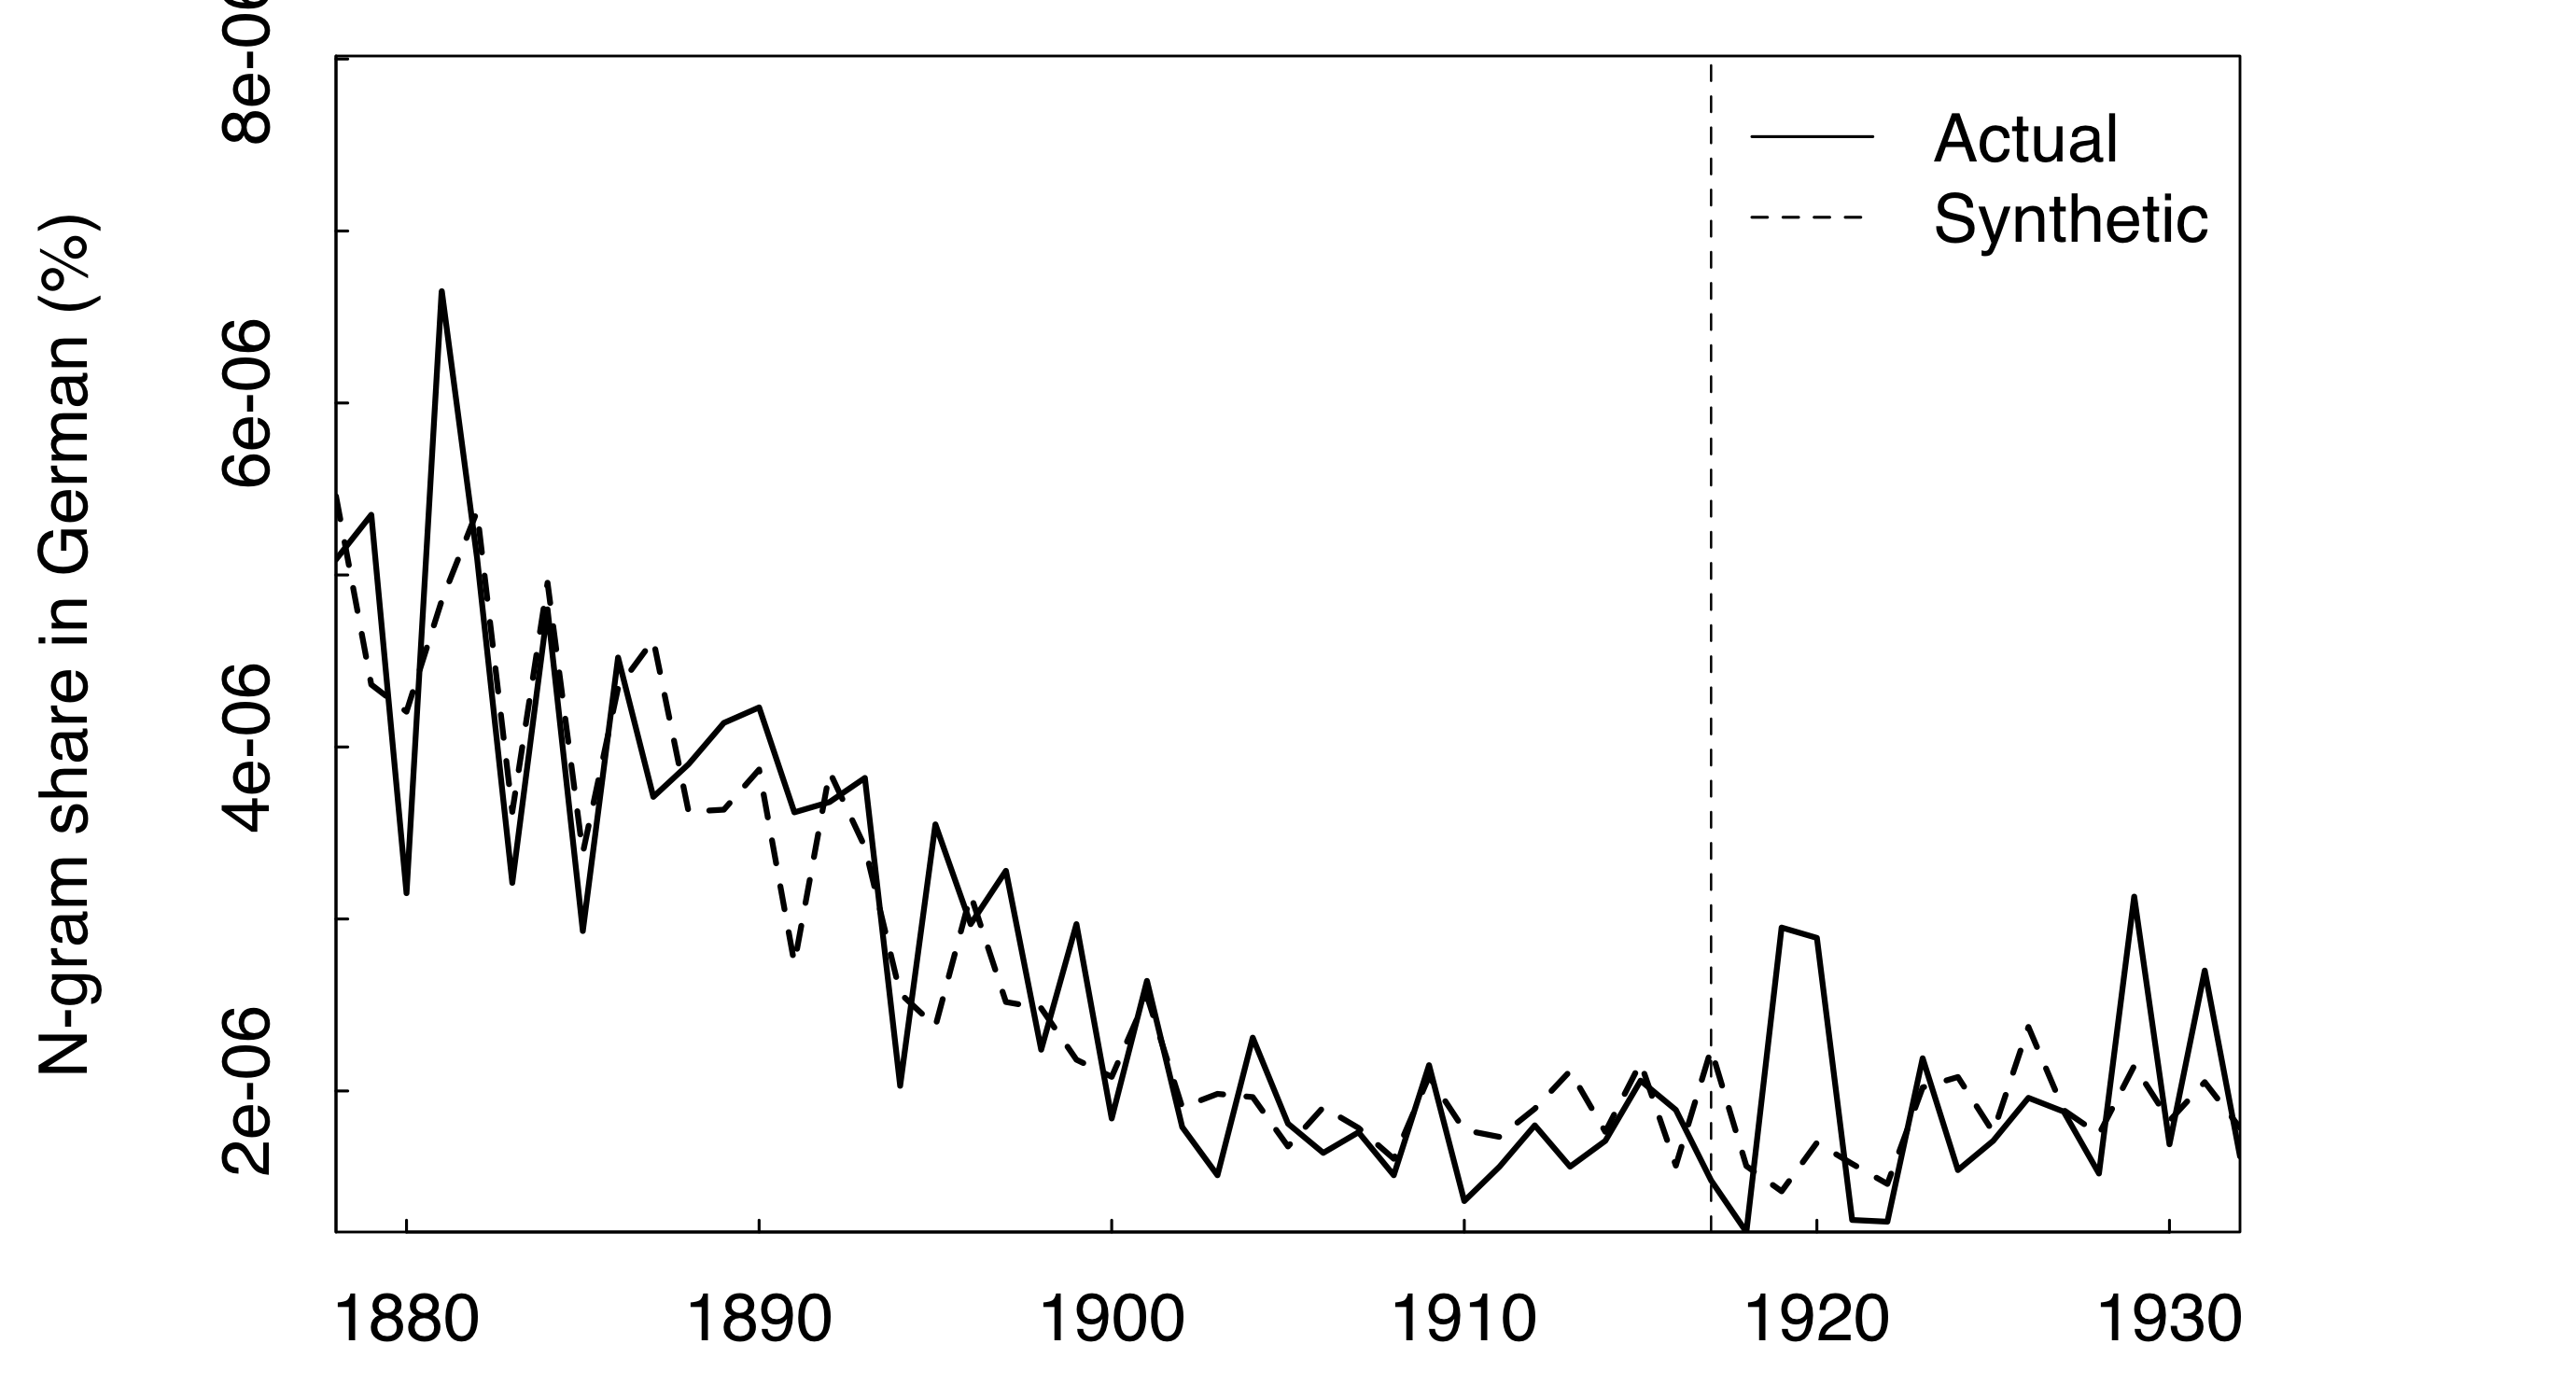 N-gram share in German (%)
8e-06
6e-06
4e-06
2e-06
Actual
Synthetic
1880 1890 1900 1910 1920 1930